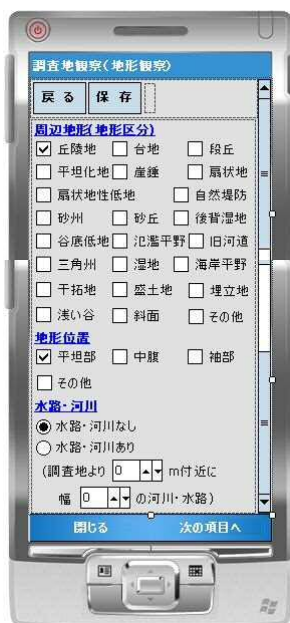 調査地観察(地形観察)
戻る 保存
周辺地形(地形区分)
丘陵地 台地 段丘
平坦化地 崖錐 扇状地
扇状地性低地 自然堤防
砂州 砂丘 後背湿地
谷底低地 氾濫平野 旧河道
三角州 湿地 海岸平野
干拓地 盛土地 埋立地
浅い谷 斜面 その他
地形位置
平坦部 中腹 袖部
その他
水路・河川
水路・河川なし
水路・河川あり
(調査地より 0 m付近に
幅 0 の河川・水路)
閉じる 次の項目へ